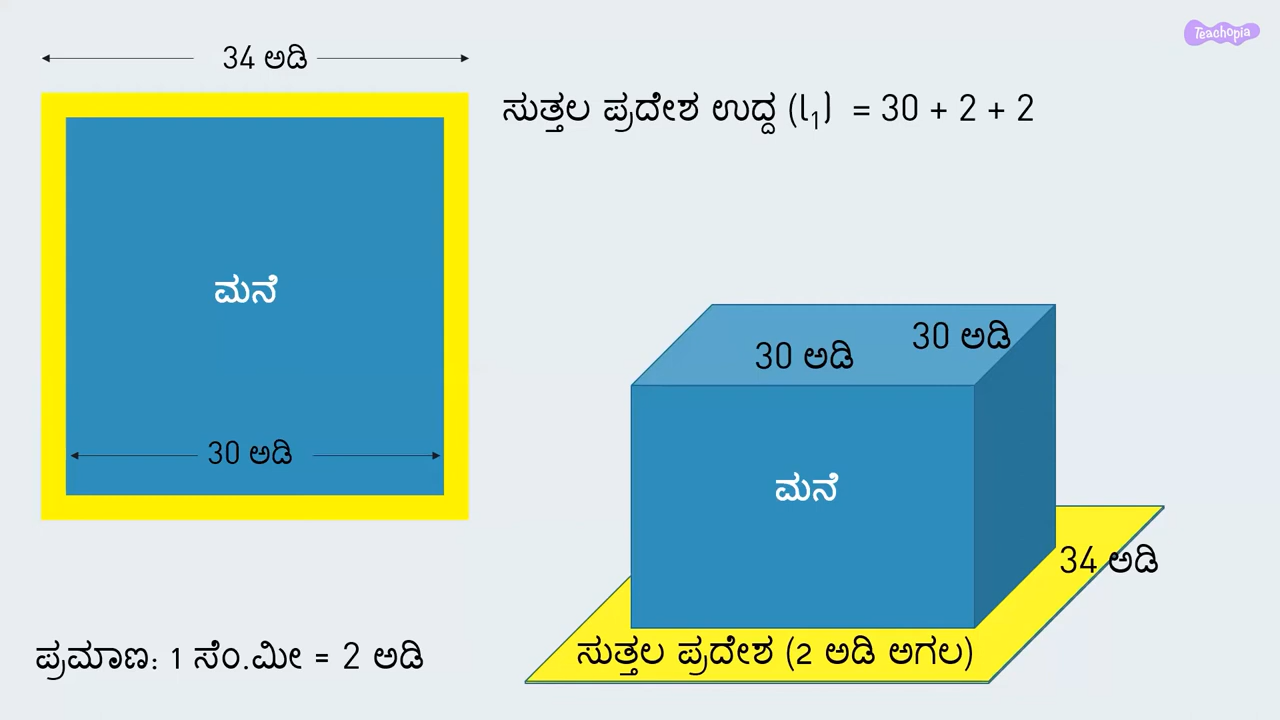 Teachopia
34 ಅಡಿ
ಸುತ್ತಲ ಪ್ರದೇಶ ಉದ್ದ (l₁) = 30 + 2 + 2
ಮನೆ
30 ಅಡಿ
30 ಅಡಿ
30 ಅಡಿ
ಮನೆ
34 ಅಡಿ
ಸುತ್ತಲ ಪ್ರದೇಶ (2 ಅಡಿ ಅಗಲ)
ಪ್ರಮಾಣ: 1 ಸೆಂ.ಮೀ = 2 ಅಡಿ